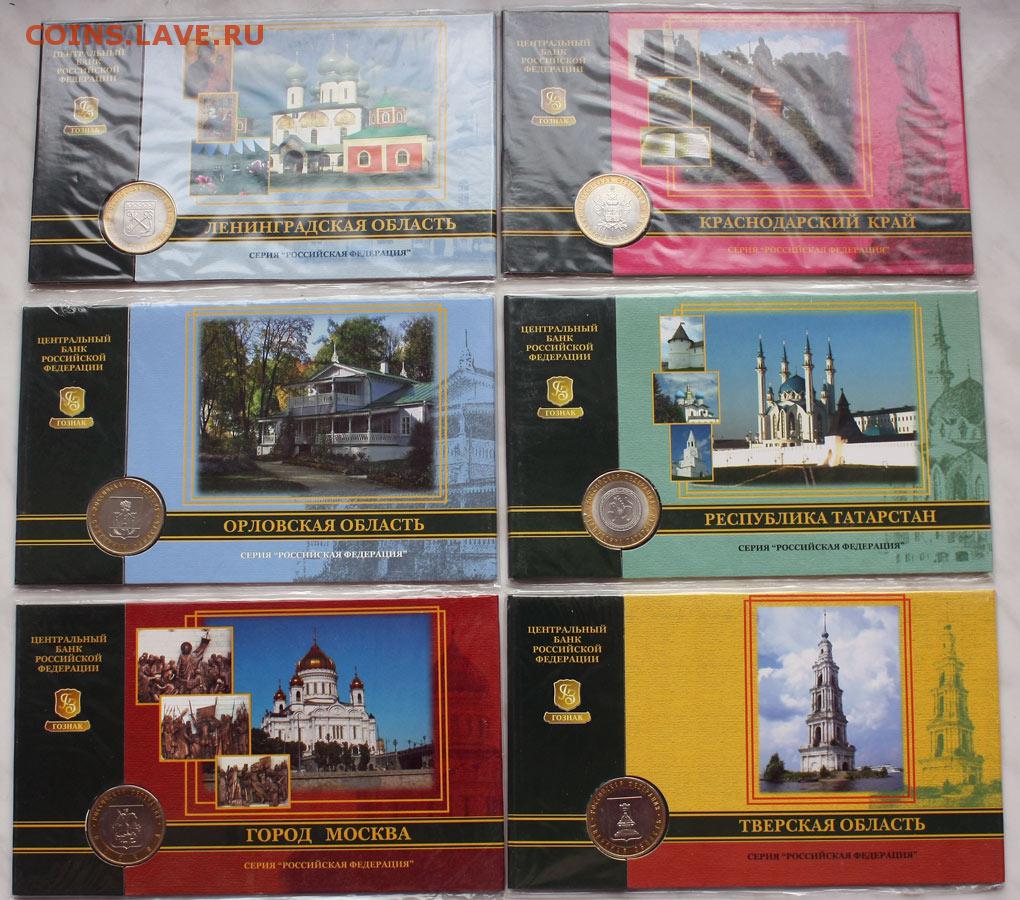 COINS.LAVE.RU
ЦЕНТРАЛЬНЫЙ
БАНК
РОССИЙСКОЙ
ФЕДЕРАЦИИ
ГОЗНАК
ЛЕНИНГРАДСКАЯ ОБЛАСТЬ
СЕРИЯ "РОССИЙСКАЯ ФЕДЕРАЦИЯ"
ЦЕНТРАЛЬНЫЙ
БАНК
РОССИЙСКОЙ
ФЕДЕРАЦИИ
ГОЗНАК
КРАСНОДАРСКИЙ КРАЙ
СЕРИЯ "РОССИЙСКАЯ ФЕДЕРАЦИЯ"
ЦЕНТРАЛЬНЫЙ
БАНК
РОССИЙСКОЙ
ФЕДЕРАЦИИ
ГОЗНАК
ОРЛОВСКАЯ ОБЛАСТЬ
СЕРИЯ "РОССИЙСКАЯ ФЕДЕРАЦИЯ"
ЦЕНТРАЛЬНЫЙ
БАНК
РОССИЙСКОЙ
ФЕДЕРАЦИИ
ГОЗНАК
РЕСПУБЛИКА ТАТАРСТАН
СЕРИЯ "РОССИЙСКАЯ ФЕДЕРАЦИЯ"
ЦЕНТРАЛЬНЫЙ
БАНК
РОССИЙСКОЙ
ФЕДЕРАЦИИ
ГОЗНАК
ГОРОД МОСКВА
СЕРИЯ "РОССИЙСКАЯ ФЕДЕРАЦИЯ"
ЦЕНТРАЛЬНЫЙ
БАНК
РОССИЙСКОЙ
ФЕДЕРАЦИИ
ГОЗНАК
РОССИЙСКАЯ ФЕДЕРАЦИЯ
ТВЕРСКАЯ ОБЛАСТЬ
СЕРИЯ "РОССИЙСКАЯ ФЕДЕРАЦИЯ"